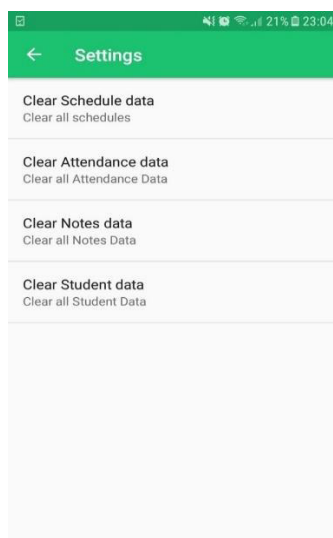 21% 23:04
Settings
Clear Schedule data
Clear all schedules
Clear Attendance data
Clear all Attendance Data
Clear Notes data
Clear all Notes Data
Clear Student data
Clear all Student Data